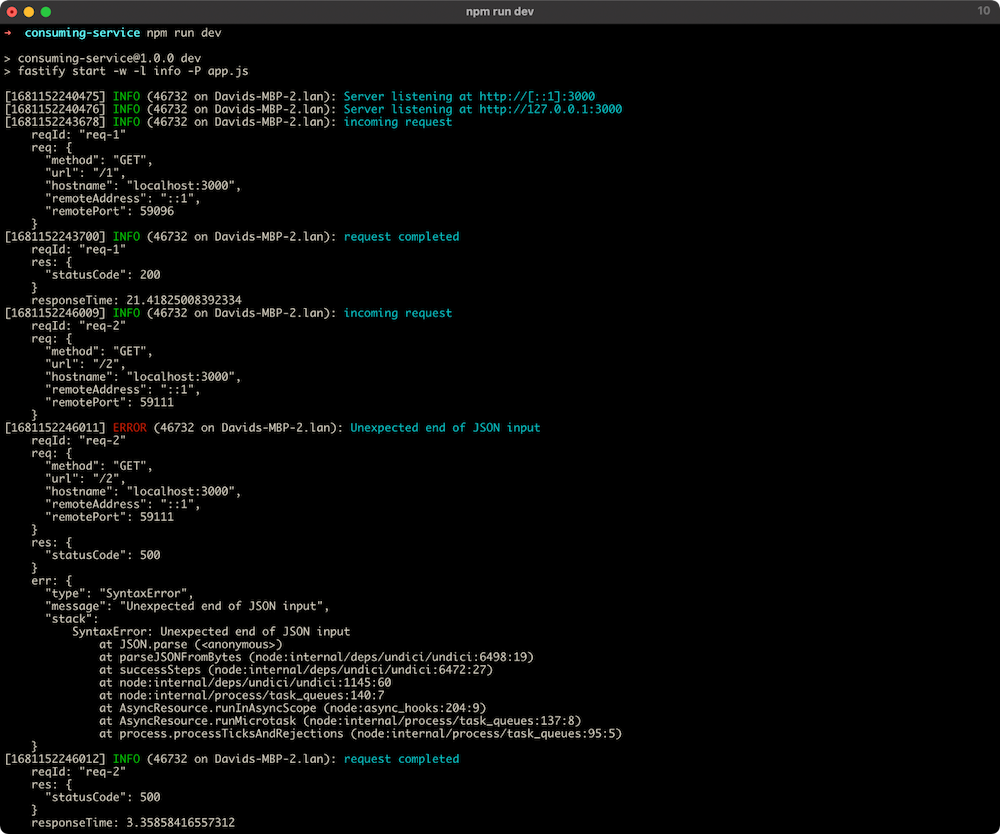 npm run dev
10
→ consuming-service npm run dev
> consuming-service@1.0.0 dev
> fastify start -w -l info -P app.js
[1681152240475] INFO (46732 on Davids-MBP-2.lan): Server listening at http://[::1]:3000
[1681152240476] INFO (46732 on Davids-MBP-2.lan): Server listening at http://127.0.0.1:3000
[1681152243678] INFO (46732 on Davids-MBP-2.lan): incoming request
reqId: "req-1"
req: {
"method": "GET",
"url": "/1",
"hostname": "localhost:3000",
"remoteAddress": "::1",
"remotePort": 59096
}
[1681152243700] INFO (46732 on Davids-MBP-2.lan): request completed
reqId: "req-1"
res: {
"statusCode": 200
}
responseTime: 21.41825008392334
[1681152246009] INFO (46732 on Davids-MBP-2.lan): incoming request
reqId: "req-2"
req: {
"method": "GET",
"url": "/2",
"hostname": "localhost:3000",
"remoteAddress": "::1",
"remotePort": 59111
}
[1681152246011] ERROR (46732 on Davids-MBP-2.lan): Unexpected end of JSON input
reqId: "req-2"
req: {
"method": "GET",
"url": "/2",
"hostname": "localhost:3000",
"remoteAddress": "::1",
"remotePort": 59111
}
res: {
"statusCode": 500
}
err: {
"type": "SyntaxError",
"message": "Unexpected end of JSON input",
"stack":
SyntaxError: Unexpected end of JSON input
at JSON.parse (<anonymous>)
at parseJSONFromBytes (node:internal/deps/undici/undici:6498:19)
at successSteps (node:internal/deps/undici/undici:6472:27)
at node:internal/deps/undici/undici:1145:60
at node:internal/process/task_queues:140:7
at AsyncResource.runInAsyncScope (node:async_hooks:204:9)
at AsyncResource.runMicrotask (node:internal/process/task_queues:137:8)
at process.processTicksAndRejections (node:internal/process/task_queues:95:5)
}
[1681152246012] INFO (46732 on Davids-MBP-2.lan): request completed
reqId: "req-2"
res: {
"statusCode": 500
}
responseTime: 3.35858416557312